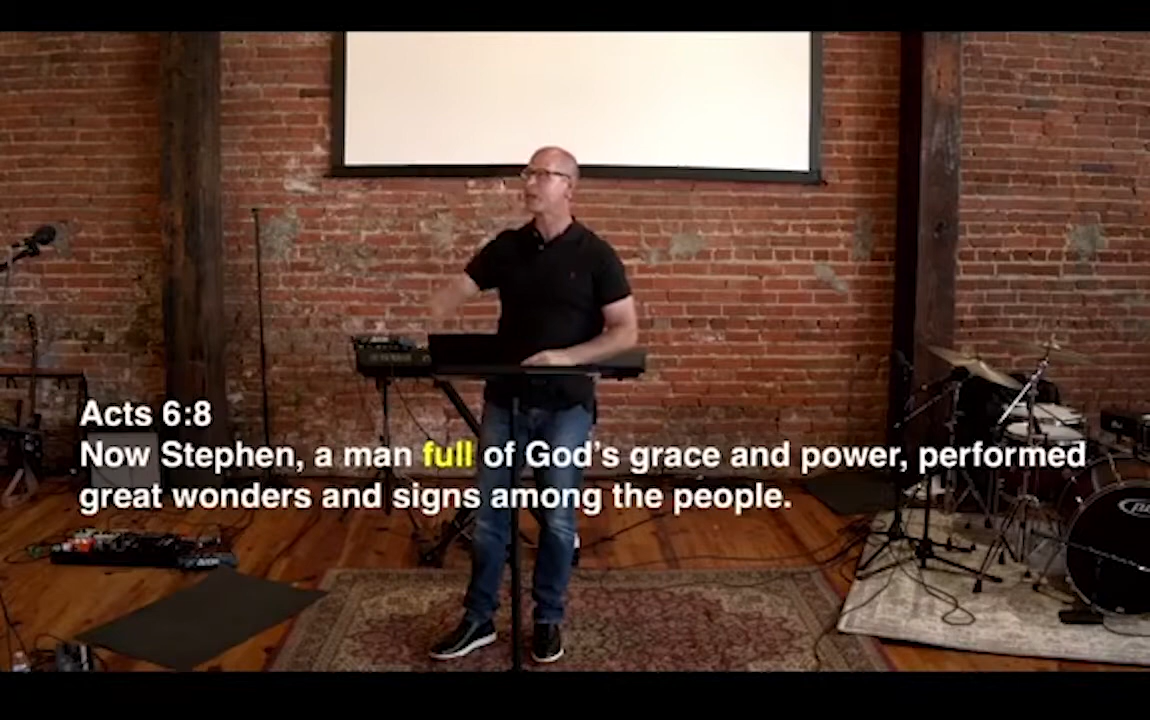 Acts 6:8
Now Stephen, a man full of God’s grace and power, performed
great wonders and signs among the people.